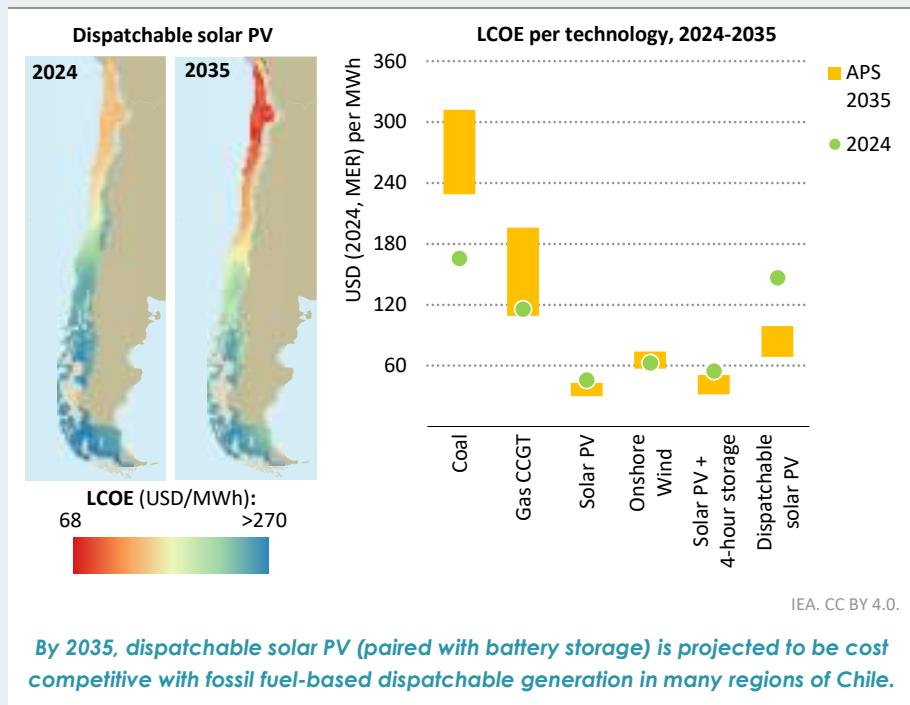 Dispatchable solar PV
2024
2035
LCOE (USD/MWh):
68
>270
LCOE per technology, 2024-2035
USD (2024, MER) per MWh
360
300
240
180
120
60
Coal
Gas CCGT
Solar PV
Onshore
Wind
Solar PV +
4-hour storage
Dispatchable
solar PV
APS
2035
2024
IEA. CC BY 4.0.
By 2035, dispatchable solar PV (paired with battery storage) is projected to be cost
competitive with fossil fuel-based dispatchable generation in many regions of Chile.